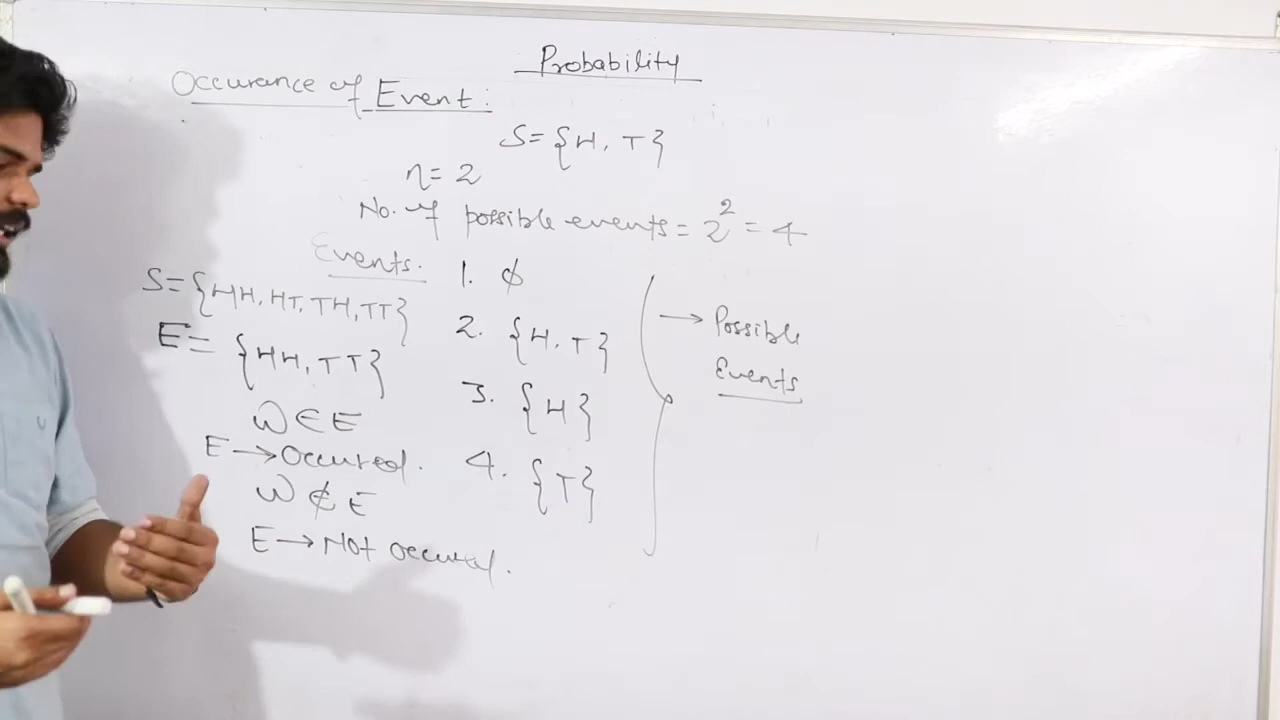 Probability
Occurance of Event:
S={H, T}
n=2
No. of possible events = 2² = 4
Events. 1. ϕ
S={HH, HT, TH, TT}
2. {H, T}
→ Possible
Events
E= {HH, TT}
3. {H}
ω∈E
E→Occured.
4. {T}
ω∉E
E→Not occured.